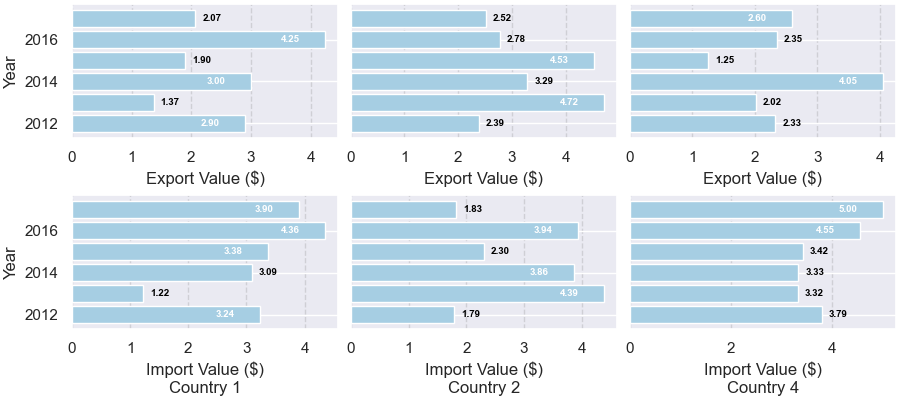 2.07 2.52 2.60
2016 4.25 2.78 2.35
1.90 4.53 1.25
Year
2014 3.00 3.29 4.05
1.37 4.72 2.02
2012 2.90 2.39 2.33
0 1 2 3 4 0 1 2 3 4 0 1 2 3 4
Export Value ($) Export Value ($) Export Value ($)
3.90 1.83 5.00
2016 4.36 3.94 4.55
3.38 2.30 3.42
Year
2014 3.09 3.86 3.33
1.22 4.39 3.32
2012 3.24 1.79 3.79
0 1 2 3 4 0 1 2 3 4 0 2 4
Import Value ($) Import Value ($) Import Value ($)
Country 1 Country 2 Country 4